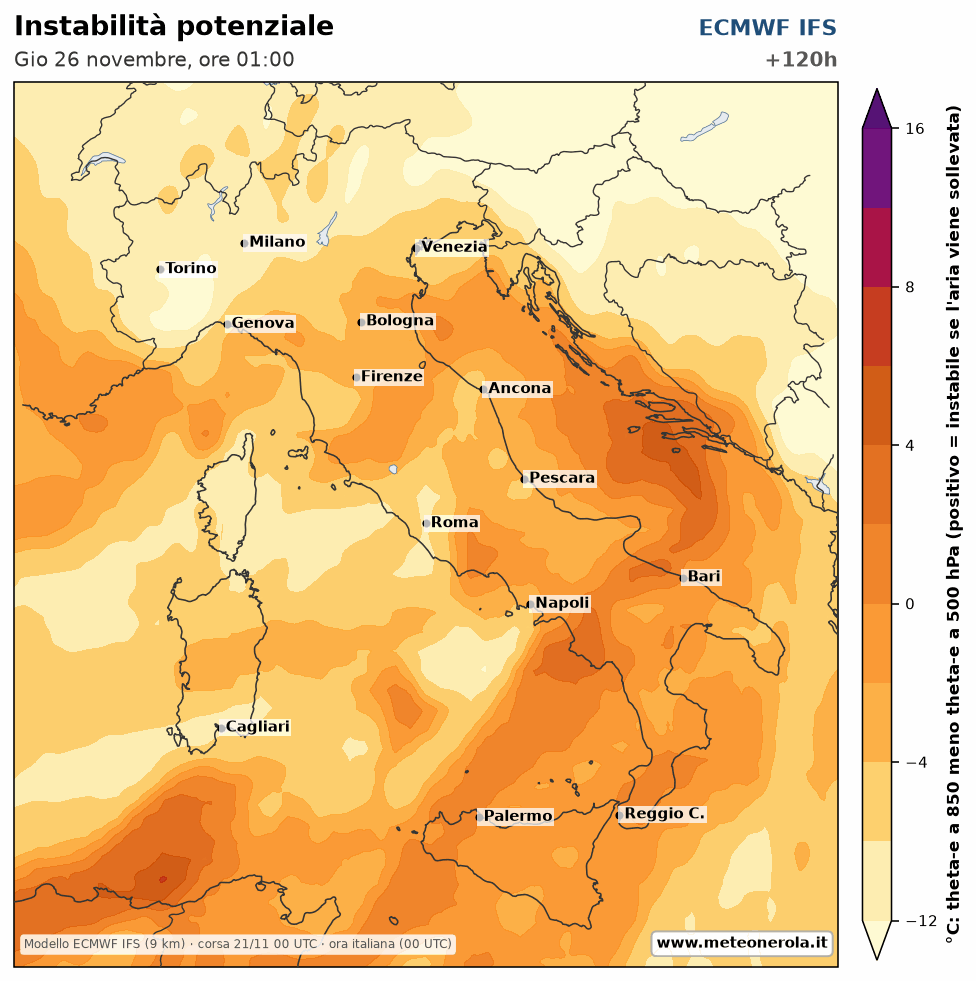 Instabilità potenziale
ECMWF IFS
Gio 26 novembre, ore 01:00
+120h
Milano
Venezia
Torino
Genova
Bologna
Firenze
Ancona
Pescara
Roma
Bari
Napoli
Cagliari
Palermo
Reggio C.
16
8
4
0
−4
−12
°C: theta-e a 850 meno theta-e a 500 hPa (positivo = instabile se l'aria viene sollevata)
Modello ECMWF IFS (9 km) · corsa 21/11 00 UTC · ora italiana (00 UTC)
www.meteonerola.it